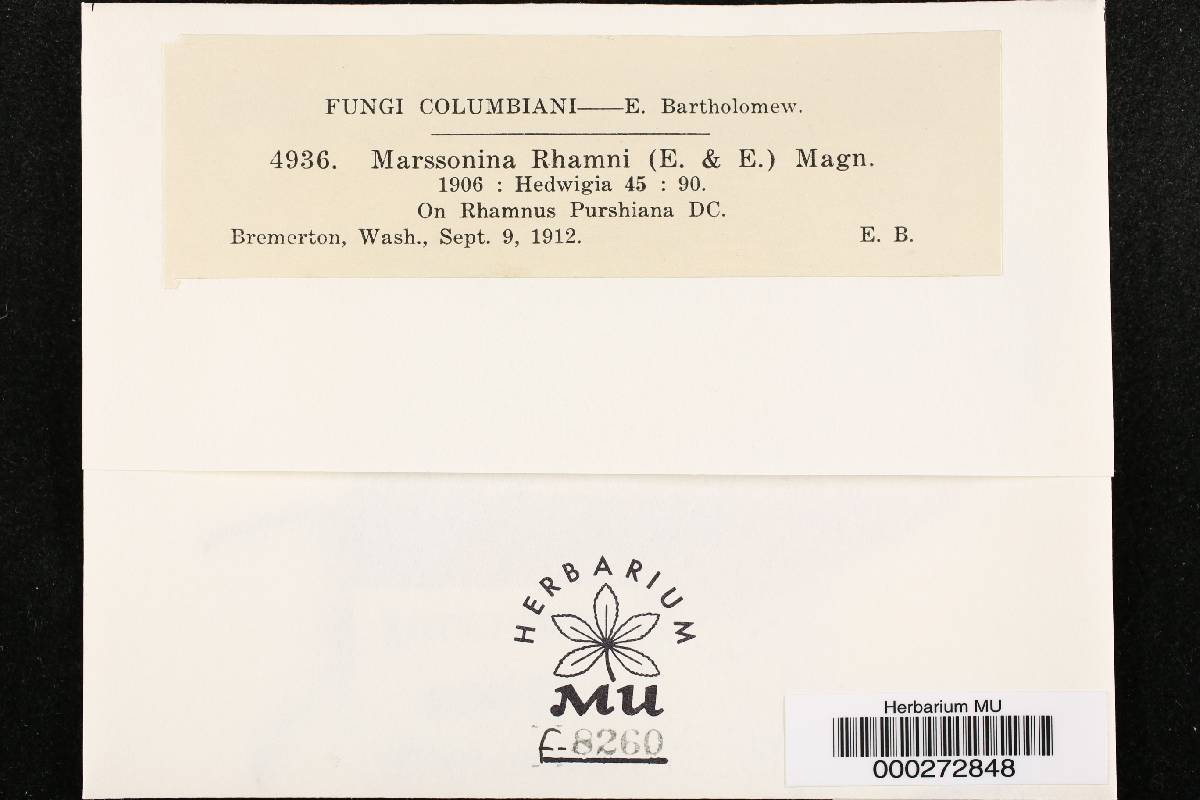 FUNGI COLUMBIANI——E. Bartholomew.
4936. Marssonina Rhamni (E. & E.) Magn.
1906 : Hedwigia 45 : 90.
On Rhamnus Purshiana DC.
Bremerton, Wash., Sept. 9, 1912. E. B.
HERBARIUM
MU
F-8260
Herbarium MU
000272848